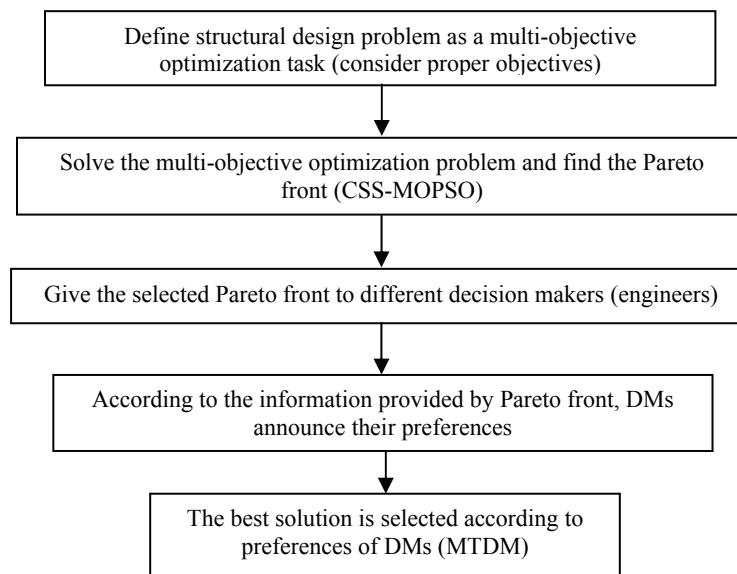 Define structural design problem as a multi-objective
optimization task (consider proper objectives)
Solve the multi-objective optimization problem and find the Pareto
front (CSS-MOPSO)
Give the selected Pareto front to different decision makers (engineers)
According to the information provided by Pareto front, DMs
announce their preferences
The best solution is selected according to
preferences of DMs (MTDM)